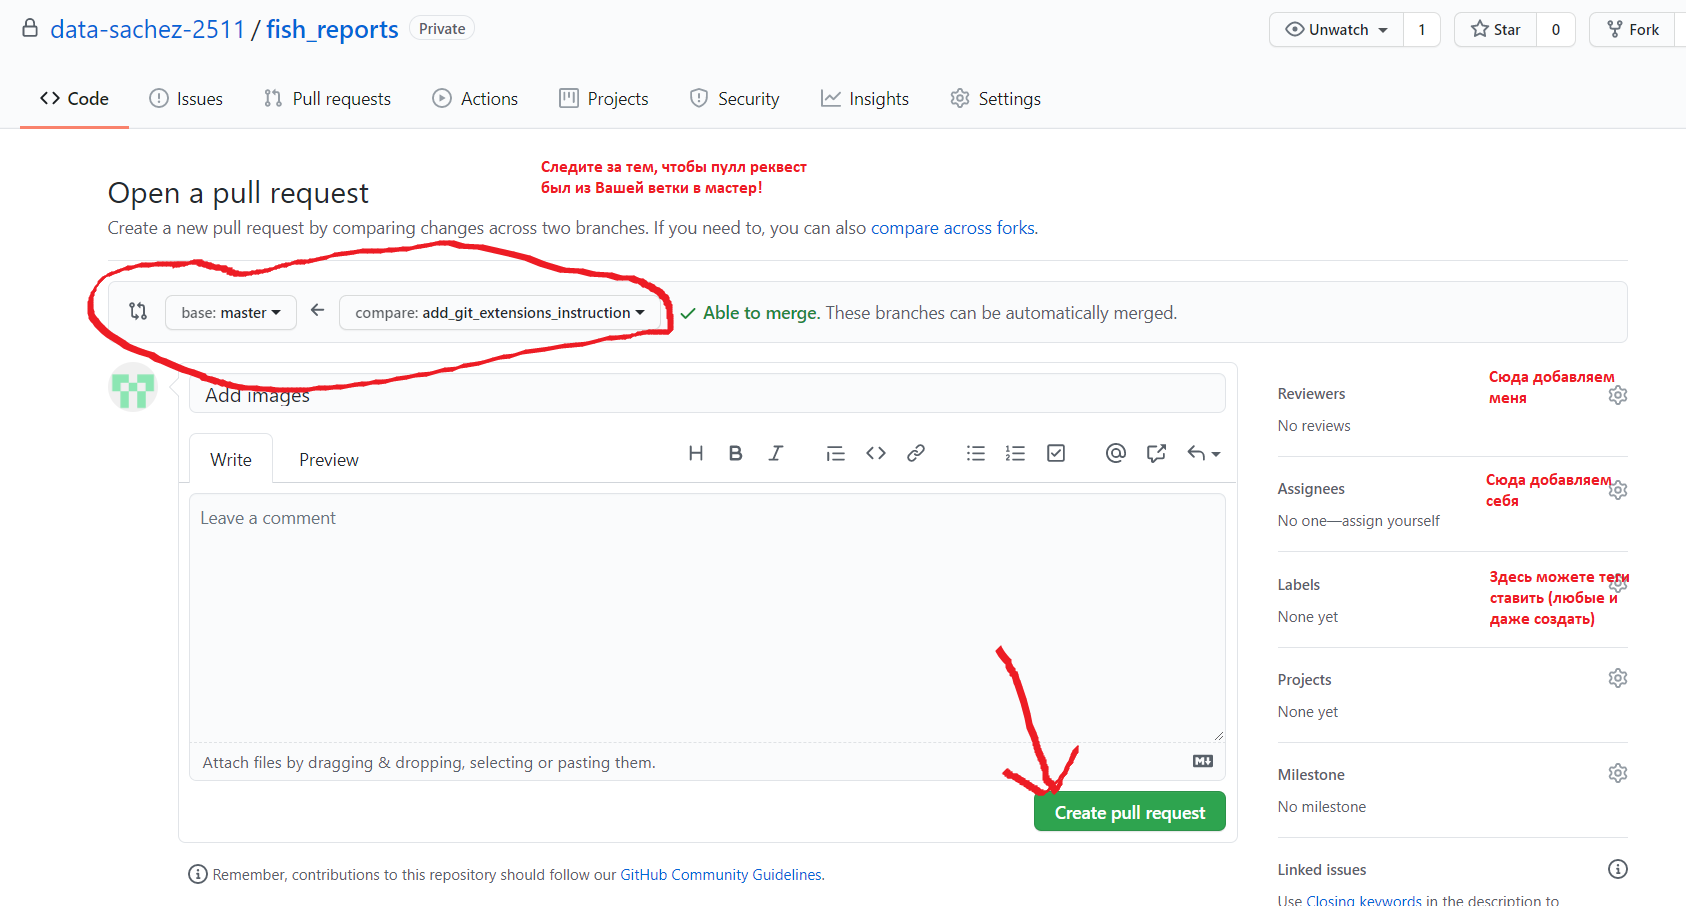 data-sachez-2511 / fish_reports Private
Unwatch 1 Star 0 Fork
Code Issues Pull requests Actions Projects Security Insights Settings
Следите за тем, чтобы пулл реквест
был из Вашей ветки в мастер!
Open a pull request
Create a new pull request by comparing changes across two branches. If you need to, you can also compare across forks.
base: master compare: add_git_extensions_instruction Able to merge. These branches can be automatically merged.
Add images
Write Preview
Leave a comment
Attach files by dragging & dropping, selecting or pasting them.
Create pull request
Remember, contributions to this repository should follow our GitHub Community Guidelines.
Reviewers
Сюда добавляем
меня
No reviews
Assignees
Сюда добавляем
себя
No one—assign yourself
Labels
Здесь можете теги
ставить (любые и
даже создать)
None yet
Projects
None yet
Milestone
No milestone
Linked issues
Use Closing keywords in the description to